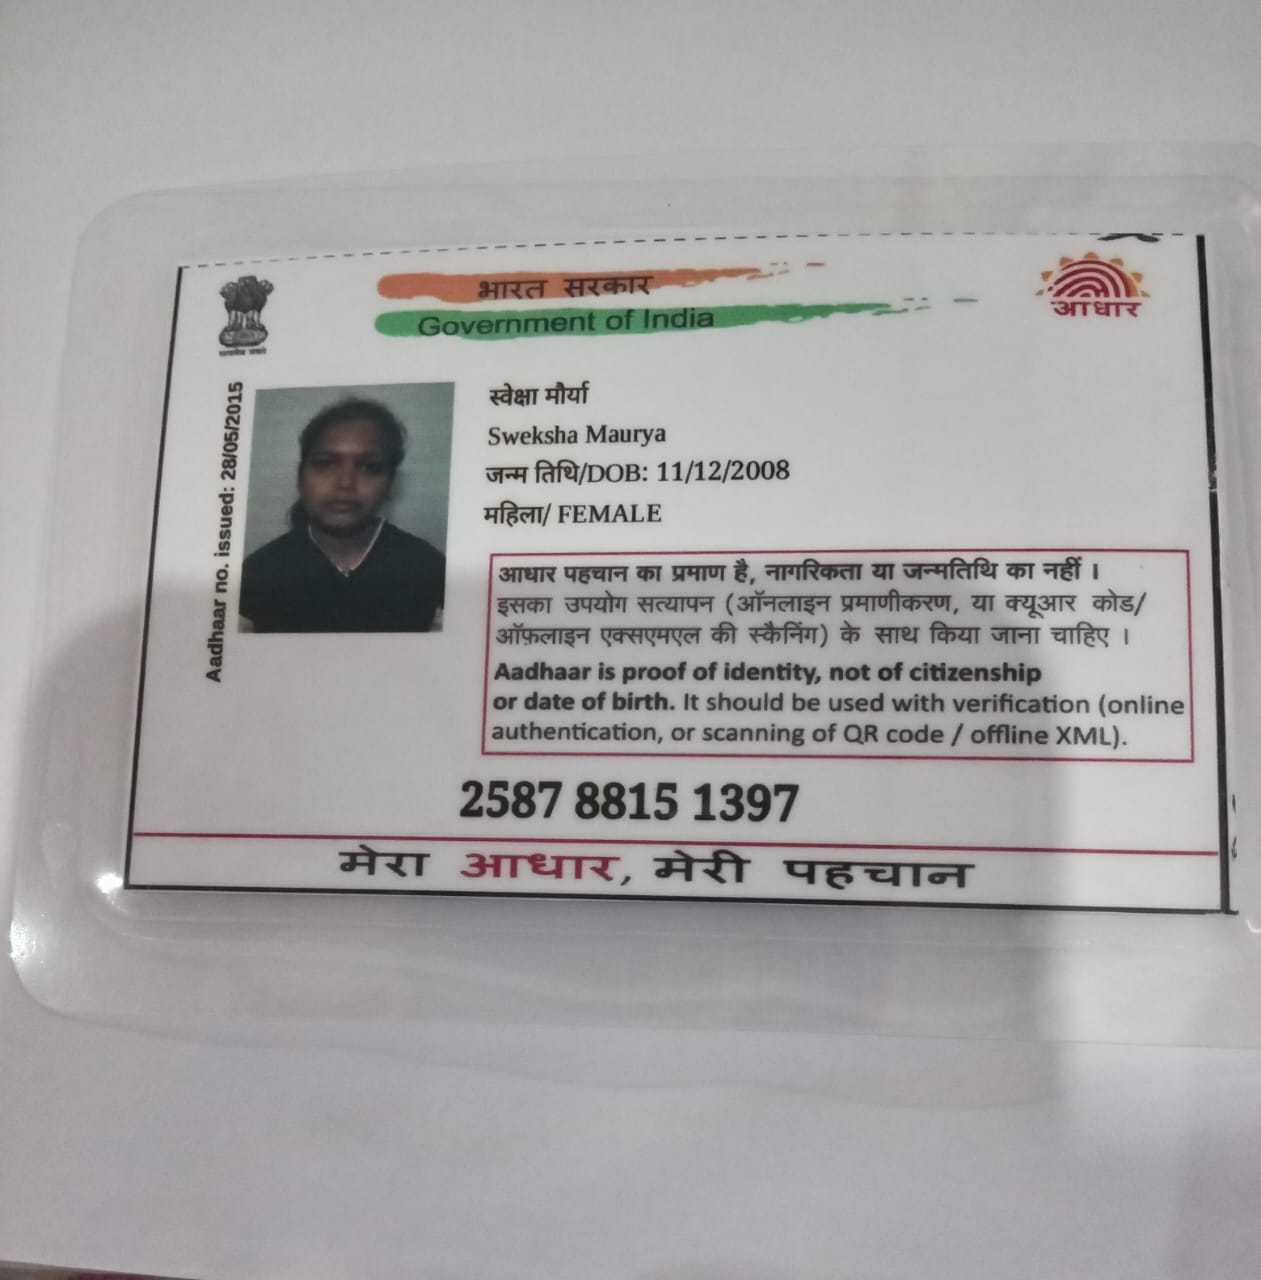 भारत सरकार
Government of India
आधार
Aadhaar no. issued: 28/05/2015
स्वेक्षा मौर्या
Sweksha Maurya
जन्म तिथि/DOB: 11/12/2008
महिला/ FEMALE
आधार पहचान का प्रमाण है, नागरिकता या जन्मतिथि का नहीं ।
इसका उपयोग सत्यापन (ऑनलाइन प्रमाणीकरण, या क्यूआर कोड/
ऑफ़लाइन एक्सएमएल की स्कैनिंग) के साथ किया जाना चाहिए ।
Aadhaar is proof of identity, not of citizenship
or date of birth. It should be used with verification (online
authentication, or scanning of QR code / offline XML).
2587 8815 1397
मेरा आधार, मेरी पहचान